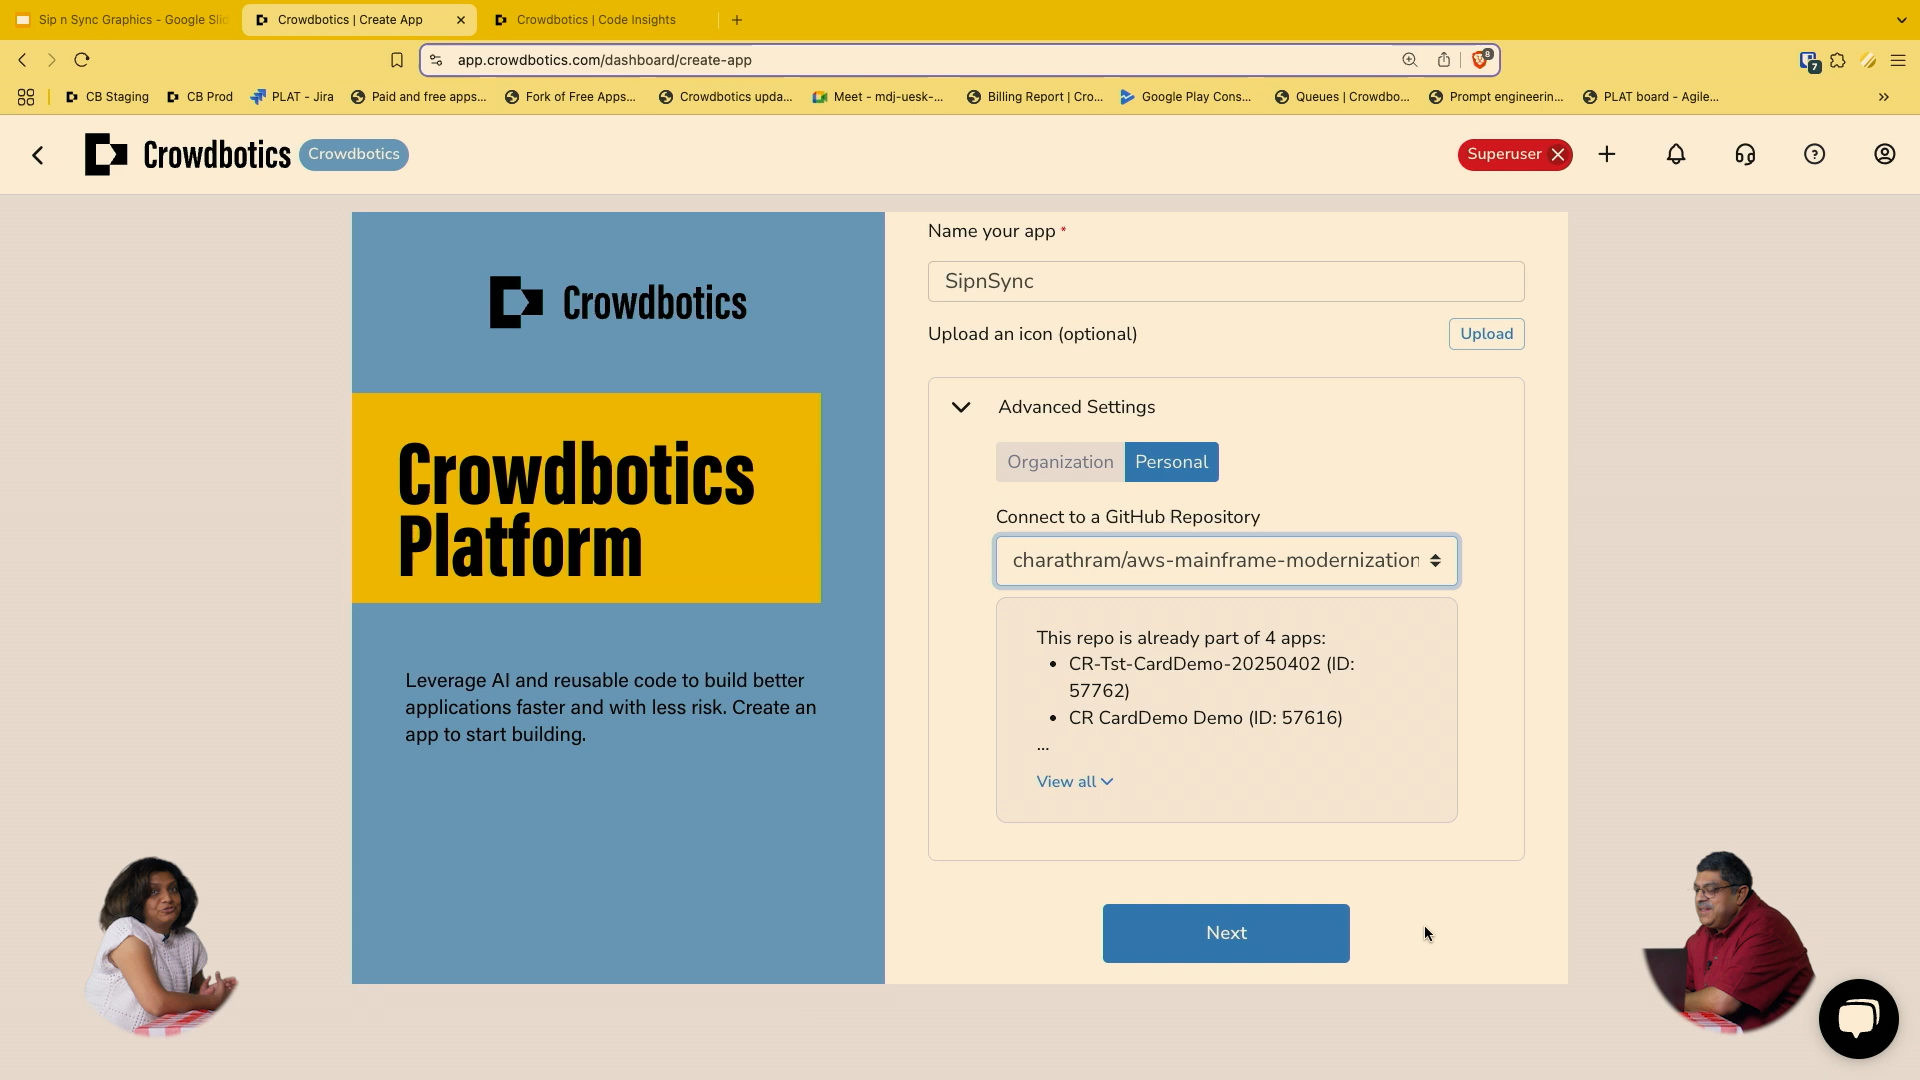 Sip n Sync Graphics - Google Slid
Crowdbotics | Create App
Crowdbotics | Code Insights
app.crowdbotics.com/dashboard/create-app
8
7
CB Staging
CB Prod
PLAT - Jira
Paid and free apps...
Fork of Free Apps...
Crowdbotics upda...
Meet - mdj-uesk-...
Billing Report | Cro...
Google Play Cons...
Queues | Crowdbo...
Prompt engineerin...
PLAT board - Agile...
Crowdbotics
Crowdbotics
Superuser
Crowdbotics
Crowdbotics
Platform
Leverage AI and reusable code to build better
applications faster and with less risk. Create an
app to start building.
Name your app *
SipnSync
Upload an icon (optional)
Upload
Advanced Settings
Organization
Personal
Connect to a GitHub Repository
charathram/aws-mainframe-modernization
This repo is already part of 4 apps:
• CR-Tst-CardDemo-20250402 (ID:
57762)
• CR CardDemo Demo (ID: 57616)
...
View all
Next